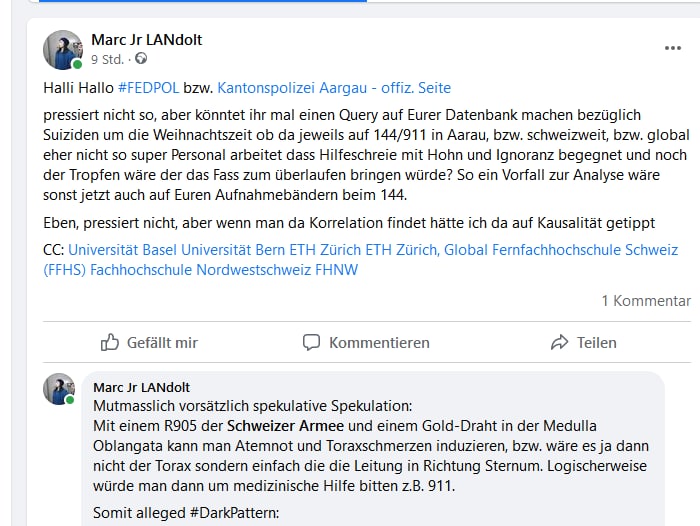 Marc Jr LANdolt
9 Std. ·
Halli Hallo #FEDPOL bzw. Kantonspolizei Aargau - offiz. Seite
pressiert nicht so, aber könntet ihr mal einen Query auf Eurer Datenbank machen bezüglich
Suiziden um die Weihnachtszeit ob da jeweils auf 144/911 in Aarau, bzw. schweizweit, bzw. global
eher nicht so super Personal arbeitet dass Hilfeschreie mit Hohn und Ignoranz begegnet und noch
der Tropfen wäre der das Fass zum überlaufen bringen würde? So ein Vorfall zur Analyse wäre
sonst jetzt auch auf Euren Aufnahmebändern beim 144.
Eben, pressiert nicht, aber wenn man da Korrelation findet hätte ich da auf Kausalität getippt
CC: Universität Basel Universität Bern ETH Zürich ETH Zürich, Global Fernfachhochschule Schweiz
(FFHS) Fachhochschule Nordwestschweiz FHNW
1 Kommentar
Gefällt mir
Kommentieren
Teilen
Marc Jr LANdolt
Mutmasslich vorsätzlich spekulative Spekulation:
Mit einem R905 der Schweizer Armee und einem Gold-Draht in der Medulla
Oblangata kann man Atemnot und Toraxschmerzen induzieren, bzw. wäre es ja dann
nicht der Torax sondern einfach die die Leitung in Richtung Sternum. Logischerweise
würde man dann um medizinische Hilfe bitten z.B. 911.
Somit alleged #DarkPattern: